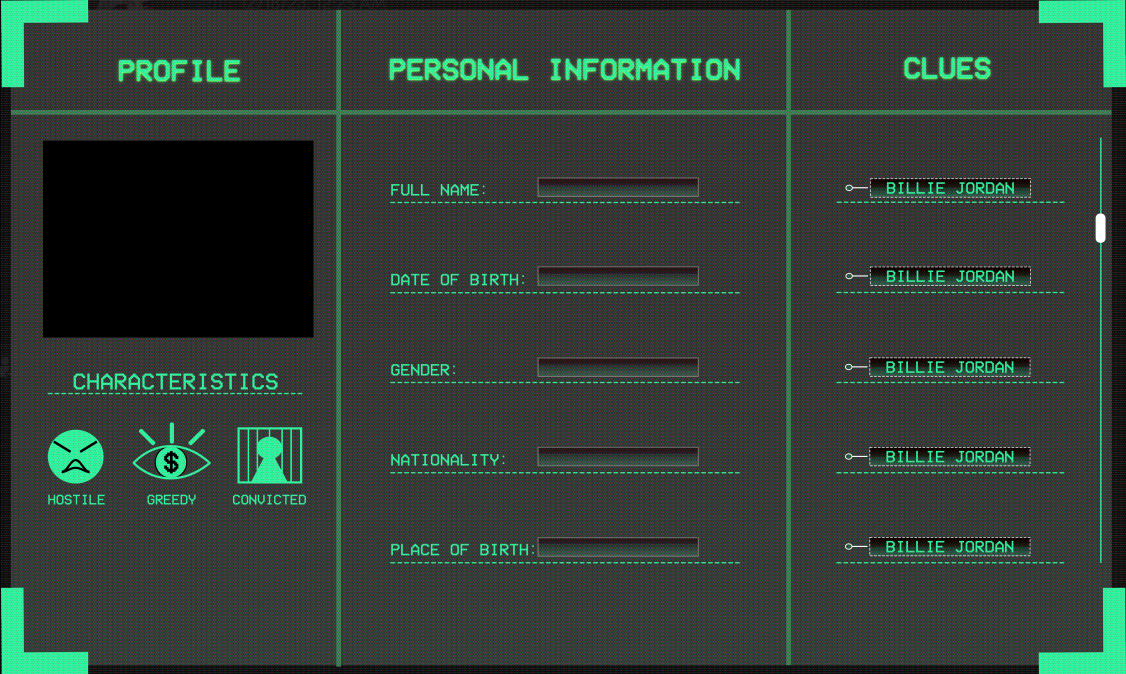 PROFILE
PERSONAL INFORMATION
CLUES
FULL NAME:
DATE OF BIRTH:
GENDER:
NATIONALITY:
PLACE OF BIRTH:
CHARACTERISTICS
$
HOSTILE
GREEDY
CONVICTED
BILLIE JORDAN
BILLIE JORDAN
BILLIE JORDAN
BILLIE JORDAN
BILLIE JORDAN